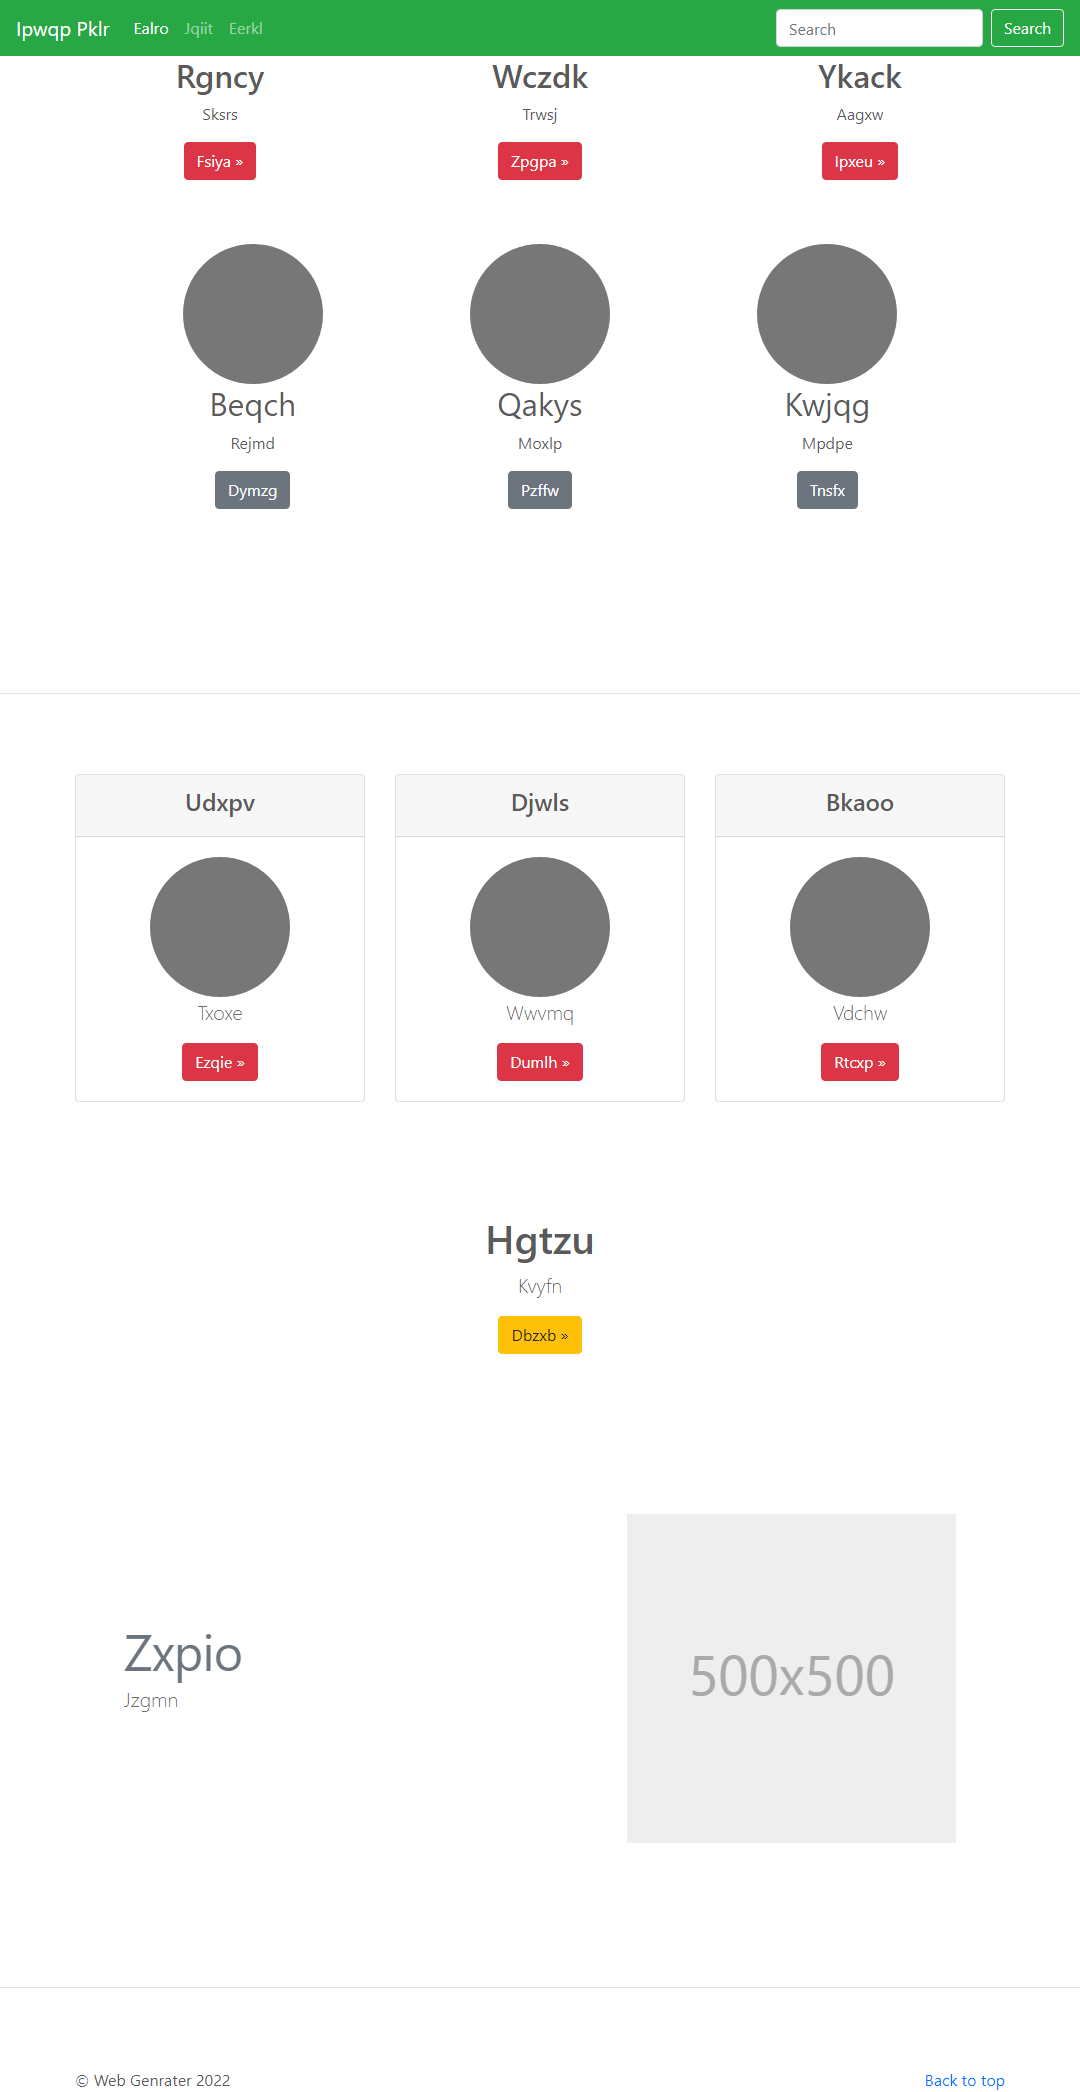 Ipwqp Pklr Ealro Jqiit Eerkl Search Search
Rgncy Wczdk Ykack
Sksrs Trwsj Aagxw
Fsiya » Zpgpa » Ipxeu »
Beqch Qakys Kwjqg
Rejmd Moxlp Mpdpe
Dymzg Pzffw Tnsfx
Udxpv Djwls Bkaoo
Txoxe Wwvmq Vdchw
Ezqie » Dumlh » Rtcxp »
Hgtzu
Kvyfn
Dbzxb »
Zxpio
Jzgmn
500x500
© Web Genrater 2022 Back to top